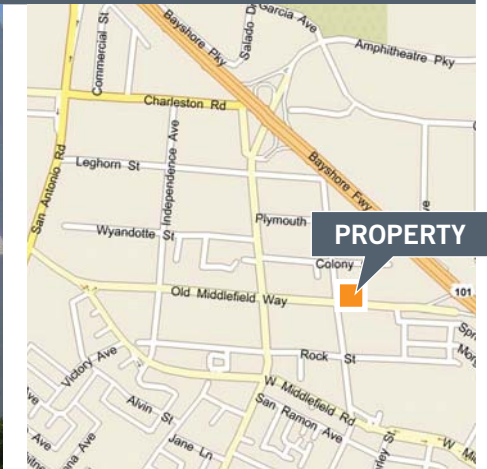 Garcia Ave
Bayshore Pky
Salado
Commercial St
Amphitheatre Pky
Charleston Rd
San Antonio Rd
Independence Ave
Leghorn St
Bayshore Fwy
Plymouth
Wyandotte St
PROPERTY
Colony
101
Old Middlefield Way
Rock St
Victory Ave
W Middlefield Rd
Alvin St
San Ramon Ave
Jane Ln
Ave